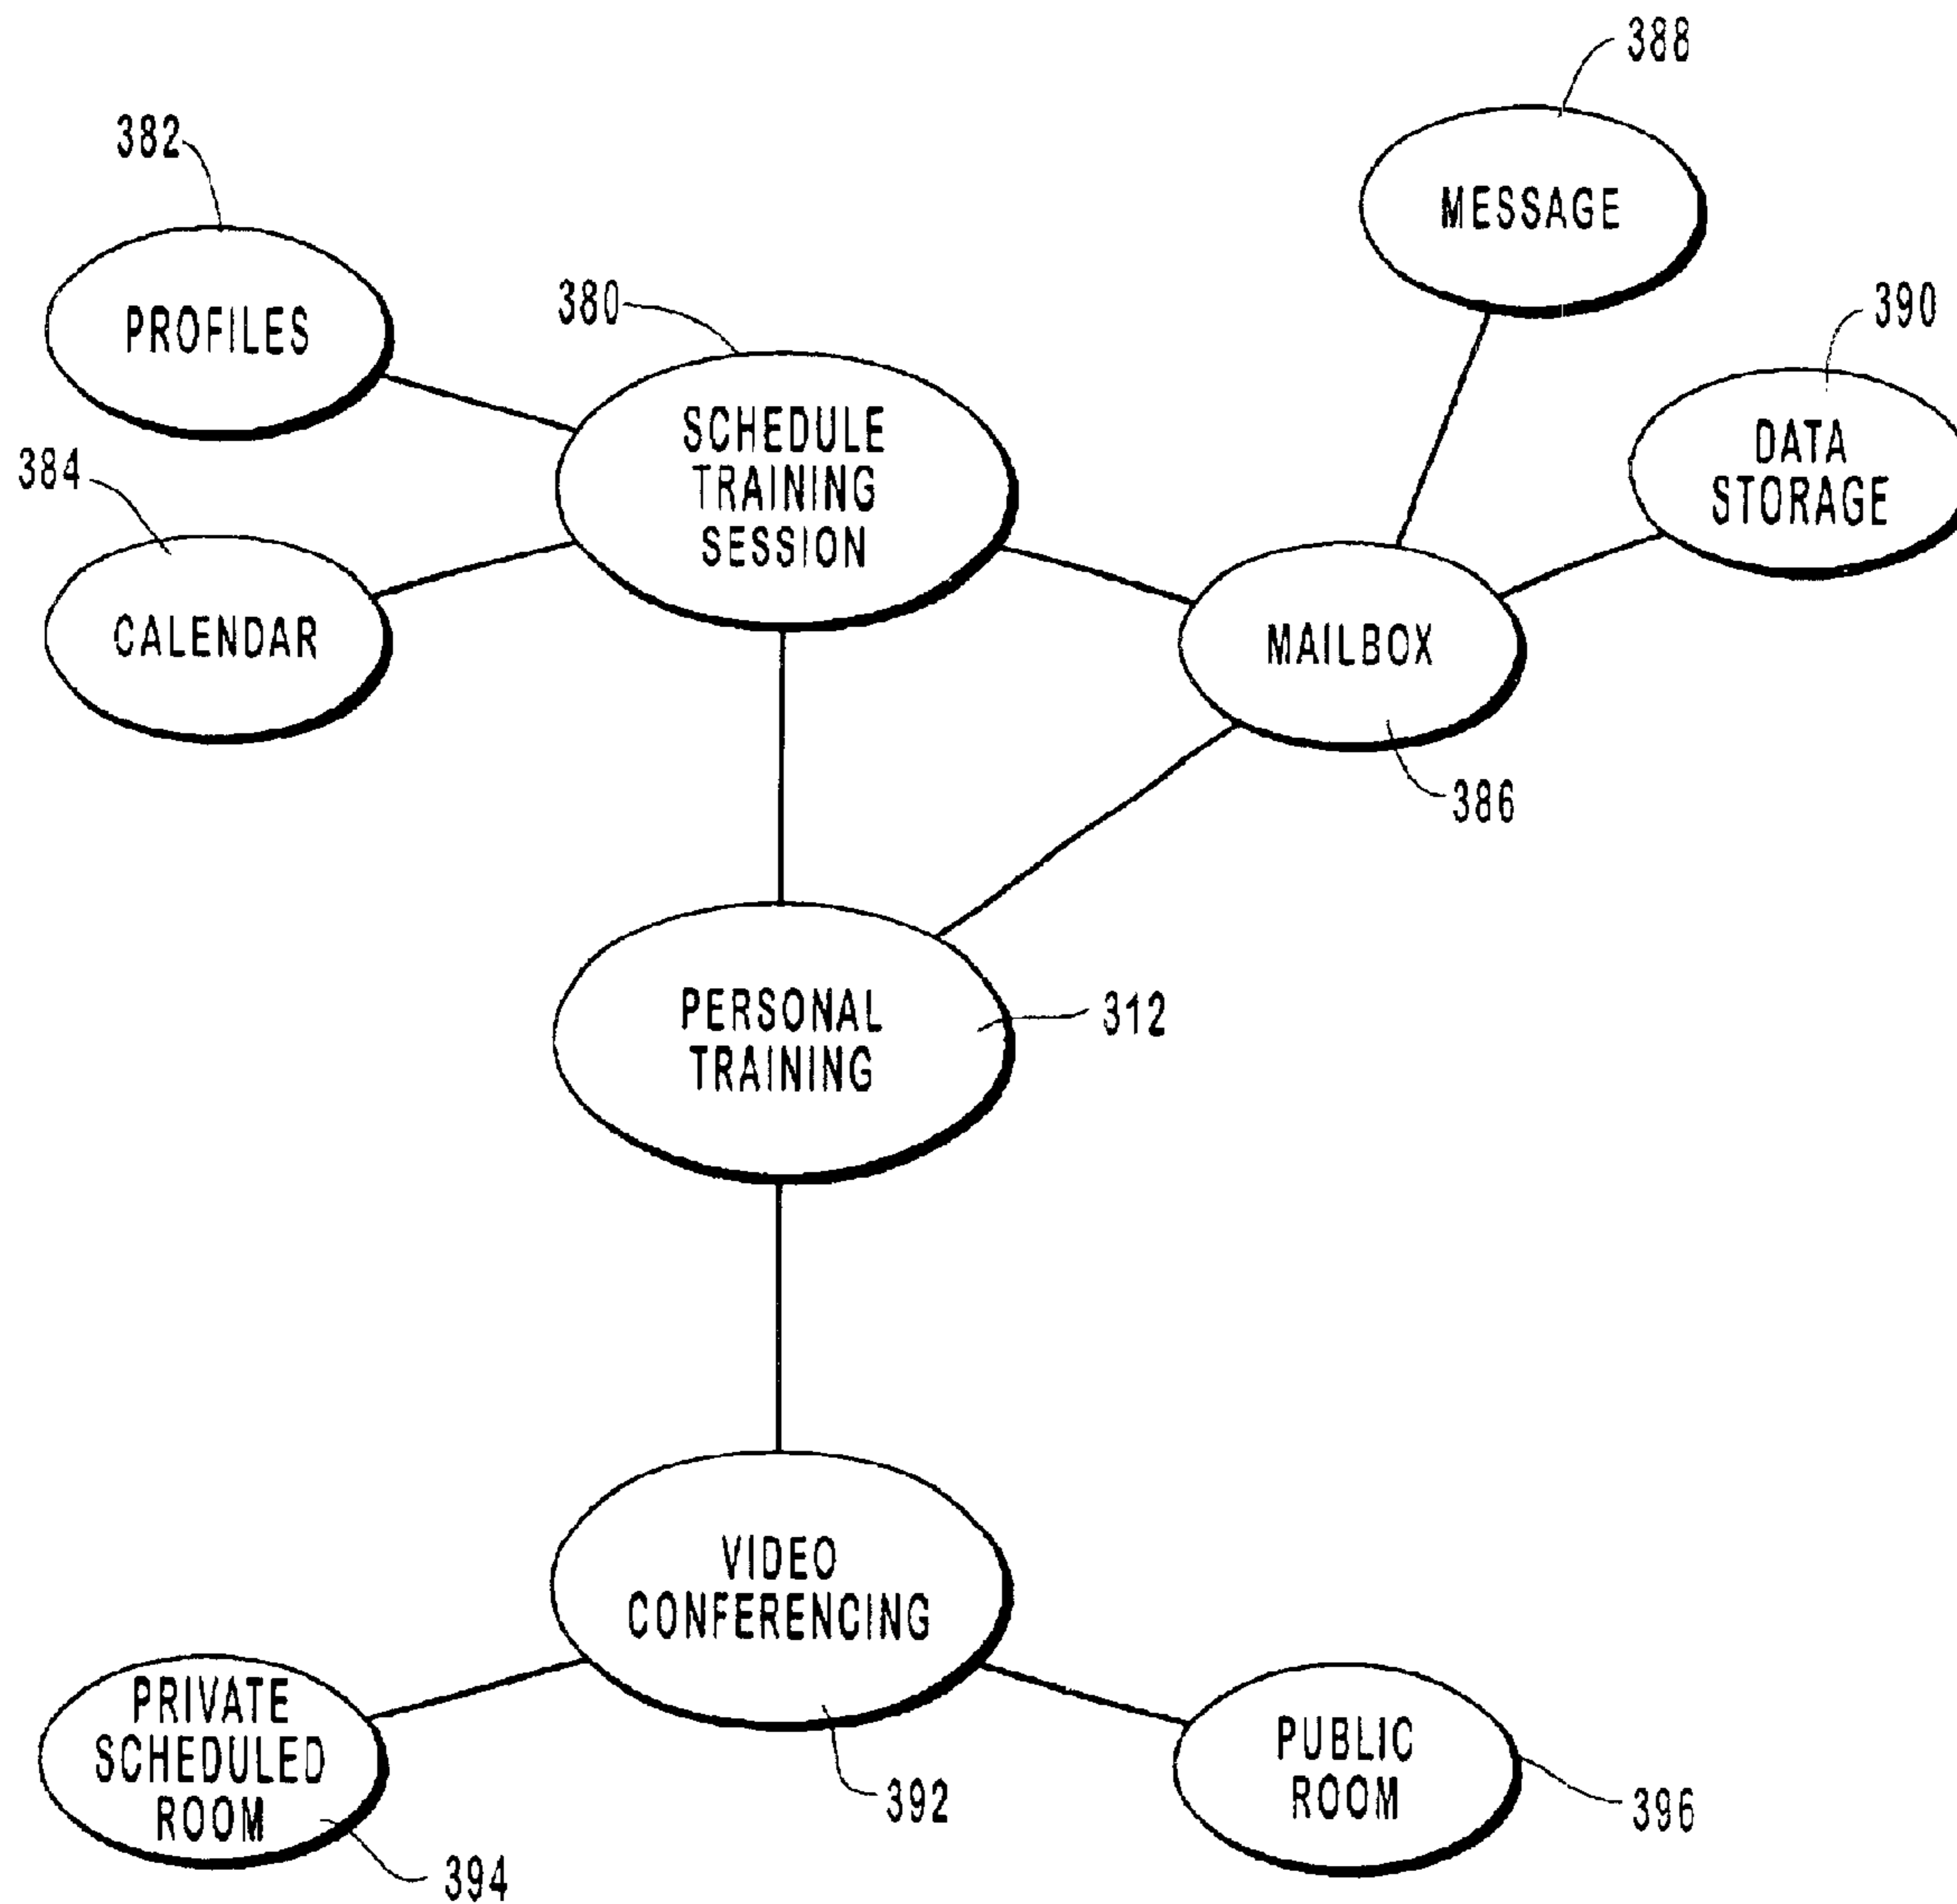 388
382
MESSAGE
390
380
PROFILES
SCHEDULE
TRAINING
SESSION
DATA
STORAGE
384
CALENDAR
MAILBOX
386
PERSONAL
TRAINING
312
VIDEO
CONFERENCING
PRIVATE
SCHEDULED
ROOM
PUBLIC
ROOM
392
396
394